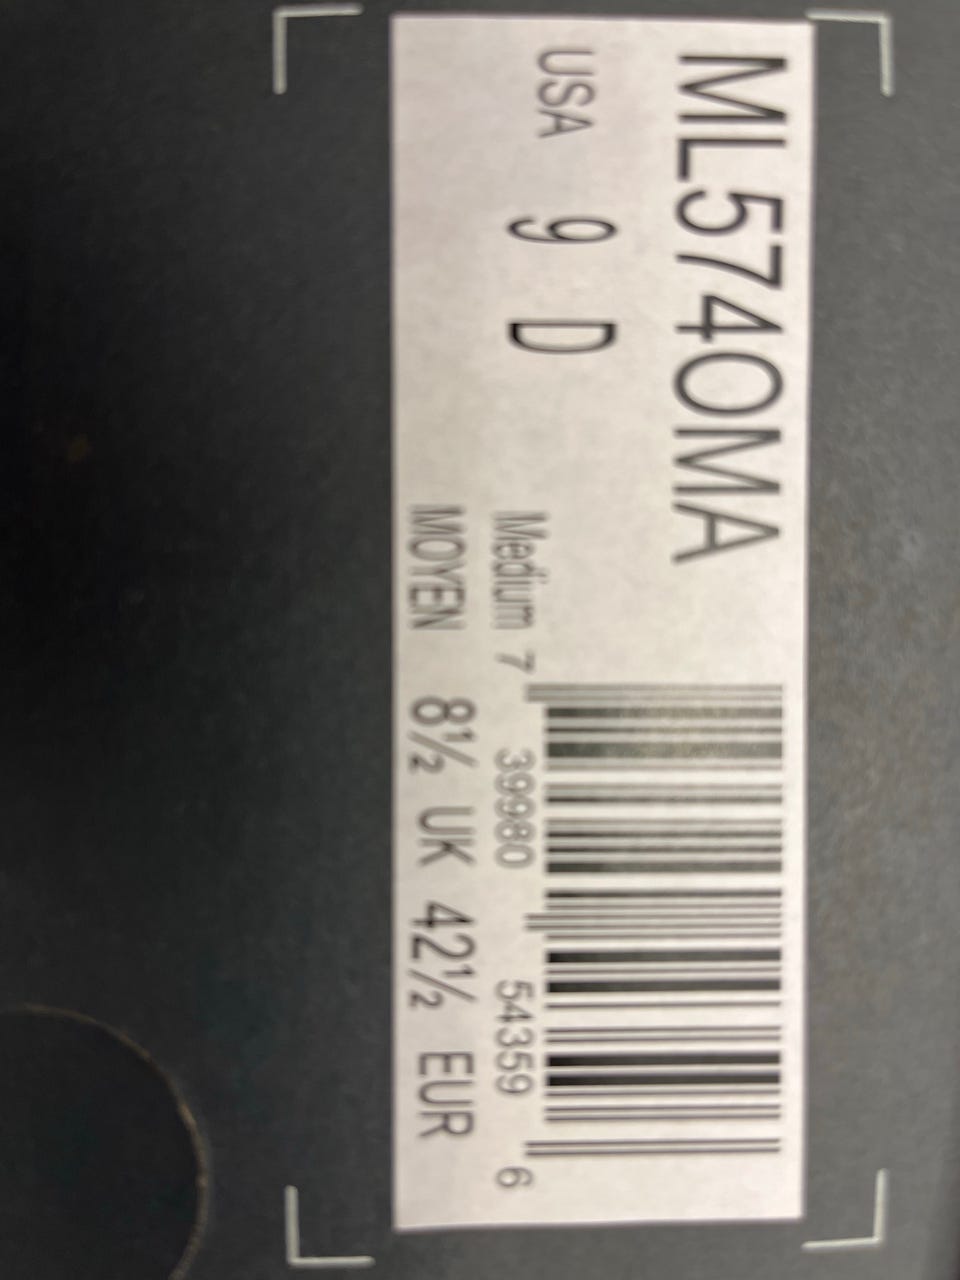 ML574OMA
USA 9 D
Medium 7 39980 54359 6
MOYEN 8½ UK 42½ EUR